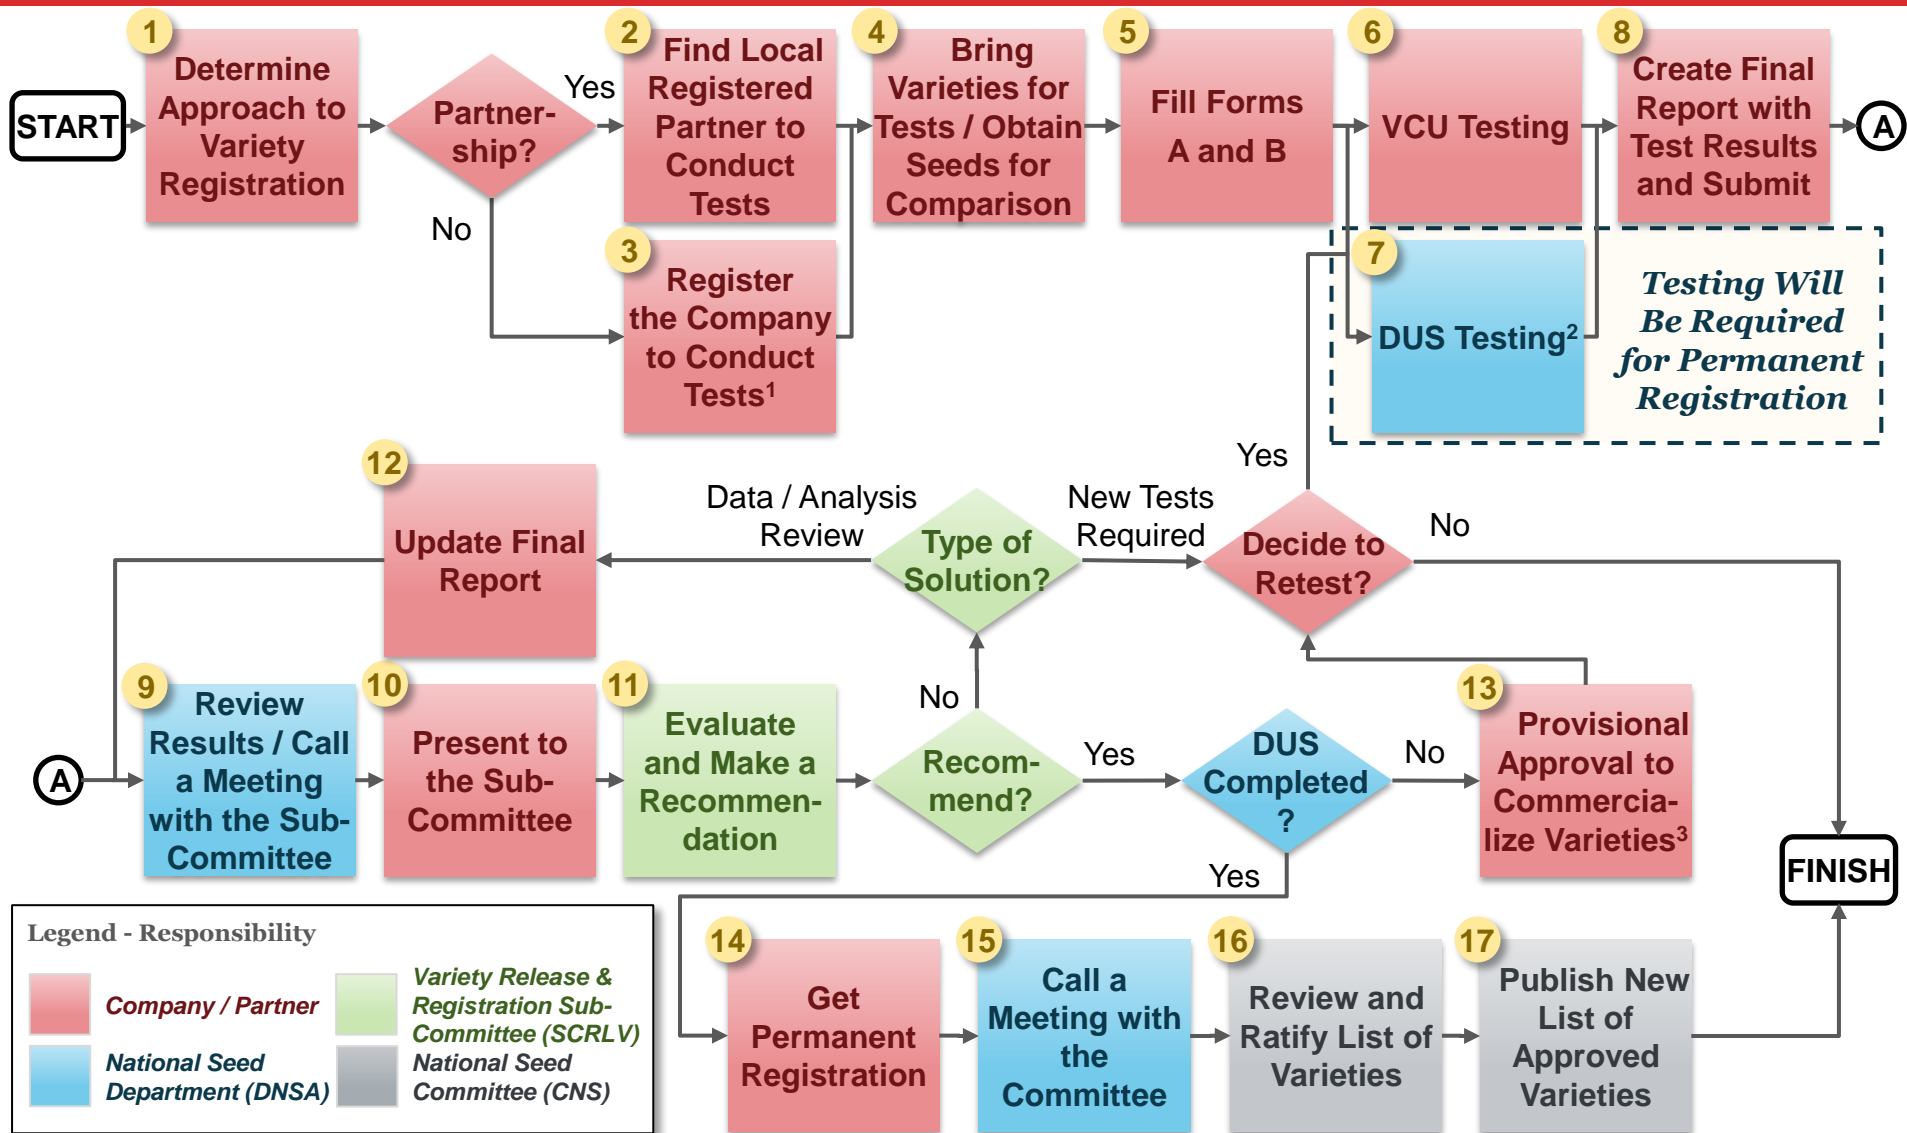 START
1
Determine
Approach to
Variety
Registration
Partner-
ship?
Yes
No
2
Find Local
Registered
Partner to
Conduct
Tests
3
Register
the Company
to Conduct
Tests¹
4
Bring
Varieties for
Tests / Obtain
Seeds for
Comparison
5
Fill Forms
A and B
6
VCU Testing
7
DUS Testing²
Testing Will
Be Required
for Permanent
Registration
8
Create Final
Report with
Test Results
and Submit
A
12
Update Final
Report
Data / Analysis
Review
Type of
Solution?
New Tests
Required
Decide to
Retest?
Yes
No
A
9
Review
Results / Call
a Meeting
with the Sub-
Committee
10
Present to
the Sub-
Committee
11
Evaluate
and Make a
Recommen-
dation
No
Recom-
mend?
Yes
DUS
Completed
?
No
Yes
13
Provisional
Approval to
Commercia-
lize Varieties³
FINISH
14
Get
Permanent
Registration
15
Call a
Meeting with
the
Committee
16
Review and
Ratify List of
Varieties
17
Publish New
List of
Approved
Varieties
Legend - Responsibility
Company / Partner
Variety Release &
Registration Sub-
Committee (SCRLV)
National Seed
Department (DNSA)
National Seed
Committee (CNS)